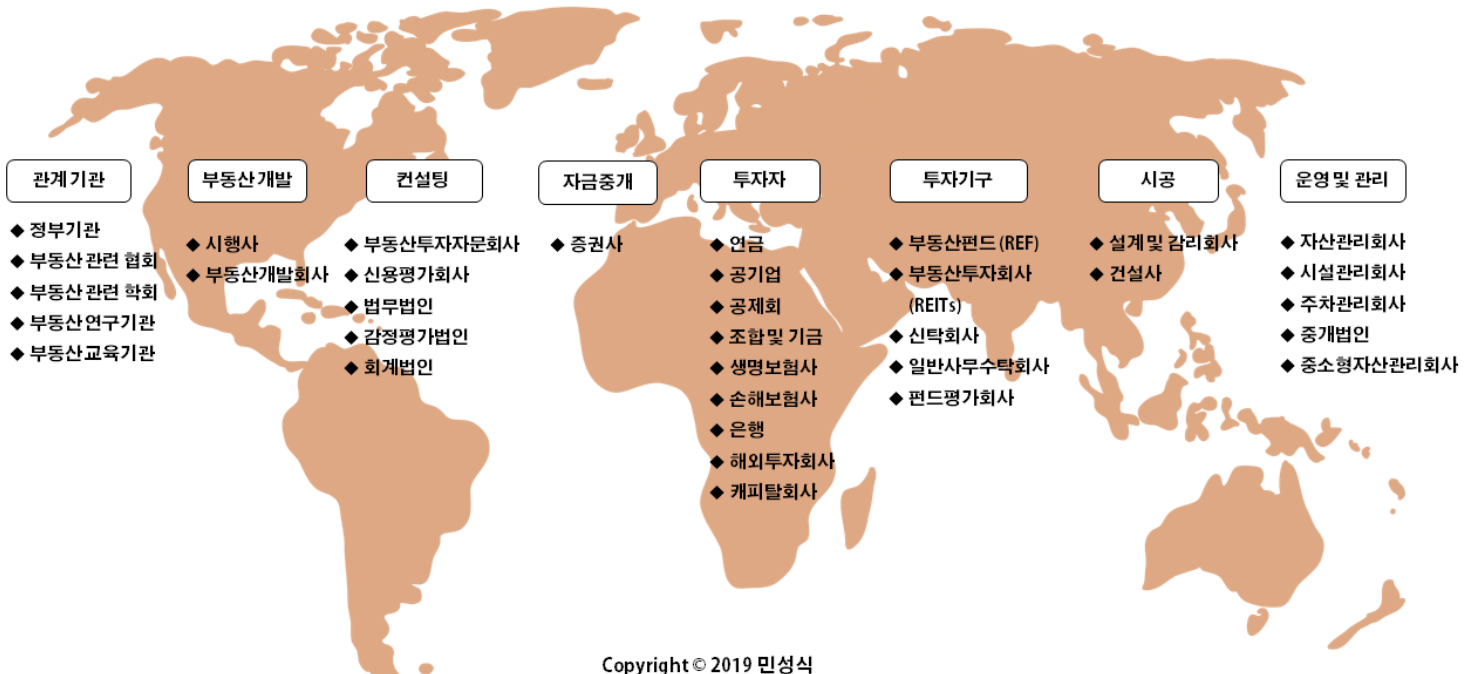 관계기관
◆ 정부기관
◆ 부동산 관련 협회
◆ 부동산 관련 학회
◆ 부동산연구기관
◆ 부동산교육기관
부동산 개발
◆ 시행사
◆ 부동산개발회사
컨설팅
◆ 부동산투자자문회사
◆ 신용평가회사
◆ 법무법인
◆ 감정평가법인
◆ 회계법인
자금중개
◆ 증권사
투자자
◆ 연금
◆ 공기업
◆ 공제회
◆ 조합 및 기금
◆ 생명보험사
◆ 손해보험사
◆ 은행
◆ 해외투자회사
◆ 캐피탈회사
투자기구
◆ 부동산펀드 (REF)
◆ 부동산투자회사
(REITs)
◆ 신탁회사
◆ 일반사무수탁회사
◆ 펀드평가회사
시공
◆ 설계 및 감리회사
◆ 건설사
운영 및 관리
◆ 자산관리회사
◆ 시설관리회사
◆ 주차관리회사
◆ 중개법인
◆ 중소형자산관리회사
Copyright © 2019 민성식